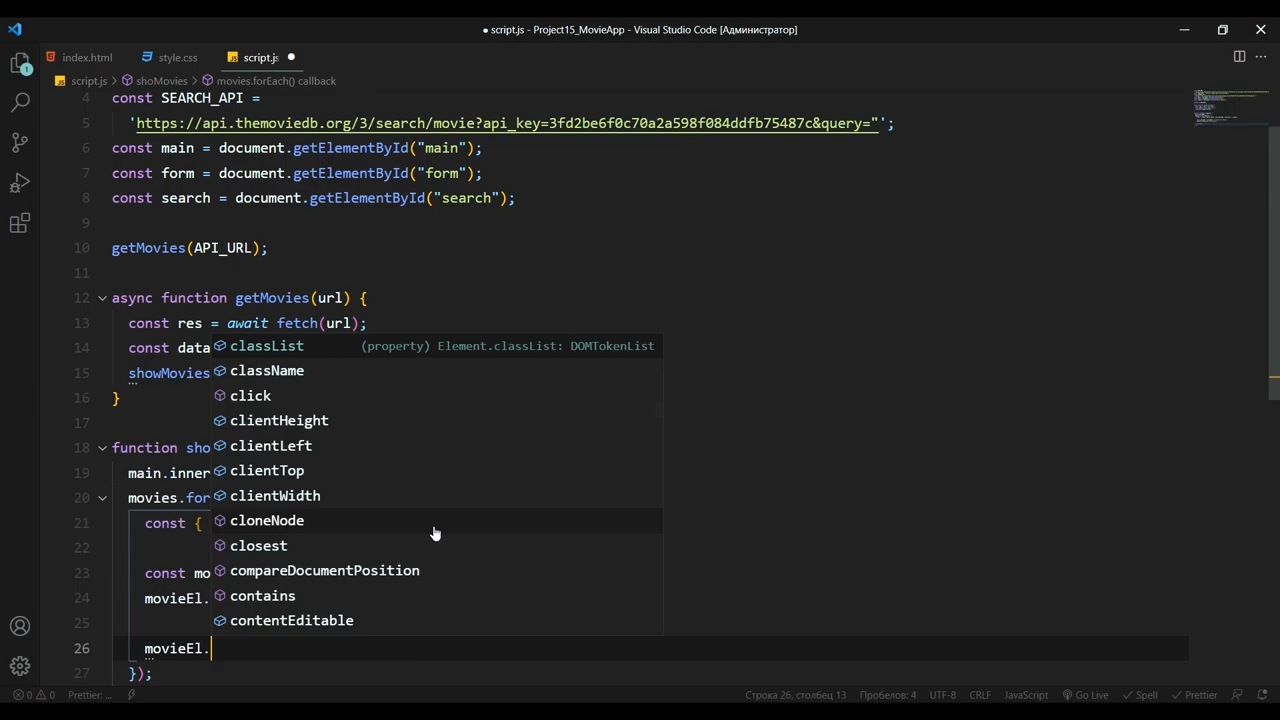 ● script.js - Project15_MovieApp - Visual Studio Code [Администратор]
index.html style.css script.js ●
script.js > shoMovies > movies.forEach() callback
4 const SEARCH_API =
5 'https://api.themoviedb.org/3/search/movie?api_key=3fd2be6f0c70a2a598f084ddfb75487c&query="';
6 const main = document.getElementById("main");
7 const form = document.getElementById("form");
8 const search = document.getElementById("search");
9
10 getMovies(API_URL);
11
12 async function getMovies(url) {
13 const res = await fetch(url);
14 const data
15 showMovies
16 }
17
18 function sho
19 main.inner
20 movies.for
21 const {
22
23 const mo
24 movieEl.
25
26 movieEl.
27 });
classList (property) Element.classList: DOMTokenList
className
click
clientHeight
clientLeft
clientTop
clientWidth
cloneNode
closest
compareDocumentPosition
contains
contentEditable
1
0 0 Prettier: ... Строка 26, столбец 13 Пробелов: 4 UTF-8 CRLF JavaScript Go Live Spell Prettier